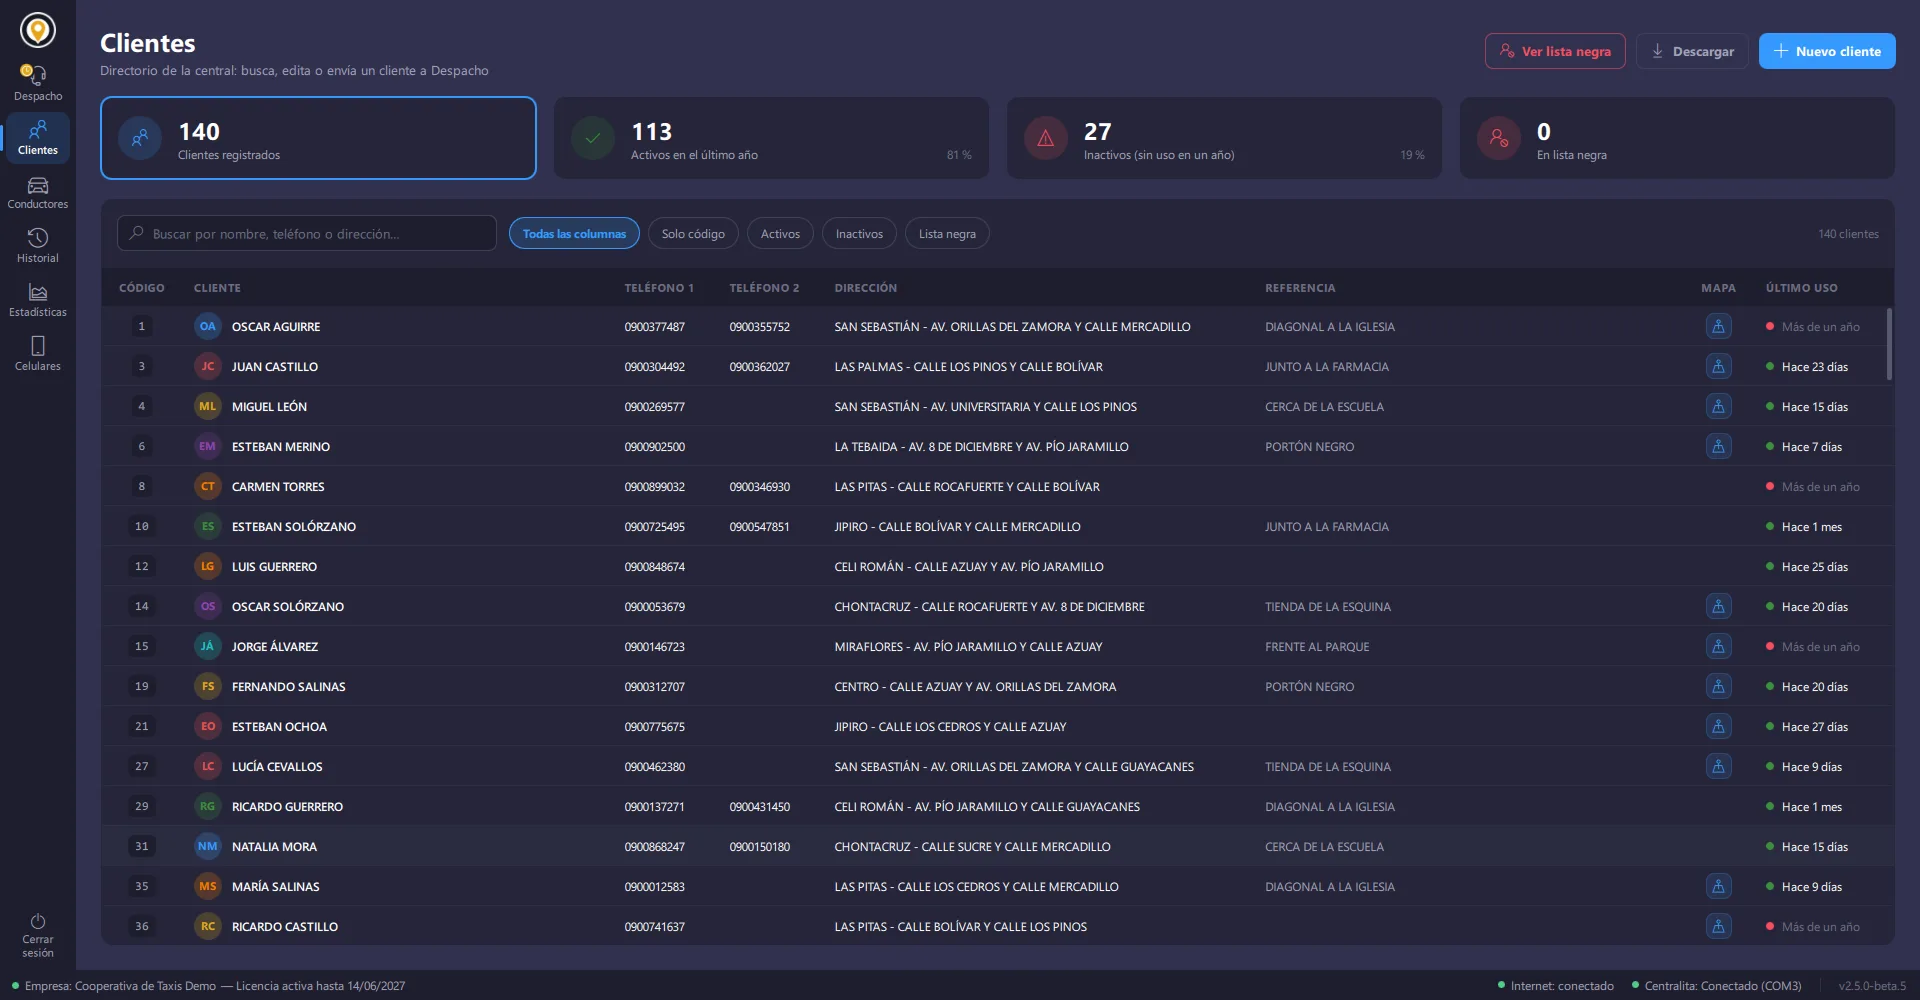 Despacho
Clientes
Conductores
Historial
Estadísticas
Celulares
Cerrar
sesión
Clientes
Directorio de la central: busca, edita o envía un cliente a Despacho
Ver lista negra
Descargar
Nuevo cliente
140
Clientes registrados
113
Activos en el último año
81 %
27
Inactivos (sin uso en un año)
19 %
0
En lista negra
Buscar por nombre, teléfono o dirección...
Todas las columnas
Solo código
Activos
Inactivos
Lista negra
140 clientes
CÓDIGO CLIENTE TELÉFONO 1 TELÉFONO 2 DIRECCIÓN REFERENCIA MAPA ÚLTIMO USO
1 OA OSCAR AGUIRRE 0900377487 0900355752 SAN SEBASTIÁN - AV. ORILLAS DEL ZAMORA Y CALLE MERCADILLO DIAGONAL A LA IGLESIA Más de un año
3 JC JUAN CASTILLO 0900304492 0900362027 LAS PALMAS - CALLE LOS PINOS Y CALLE BOLÍVAR JUNTO A LA FARMACIA Hace 23 días
4 ML MIGUEL LEÓN 0900269577 SAN SEBASTIÁN - AV. UNIVERSITARIA Y CALLE LOS PINOS CERCA DE LA ESCUELA Hace 15 días
6 EM ESTEBAN MERINO 0900902500 LA TEBAIDA - AV. 8 DE DICIEMBRE Y AV. PÍO JARAMILLO PORTÓN NEGRO Hace 7 días
8 CT CARMEN TORRES 0900899032 0900346930 LAS PITAS - CALLE ROCAFUERTE Y CALLE BOLÍVAR Más de un año
10 ES ESTEBAN SOLÓRZANO 0900725495 0900547851 JIPIRO - CALLE BOLÍVAR Y CALLE MERCADILLO JUNTO A LA FARMACIA Hace 1 mes
12 LG LUIS GUERRERO 0900848674 CELI ROMÁN - CALLE AZUAY Y AV. PÍO JARAMILLO Hace 25 días
14 OS OSCAR SOLÓRZANO 0900053679 CHONTACRUZ - CALLE ROCAFUERTE Y AV. 8 DE DICIEMBRE TIENDA DE LA ESQUINA Hace 20 días
15 JÁ JORGE ÁLVAREZ 0900146723 MIRAFLORES - AV. PÍO JARAMILLO Y CALLE AZUAY FRENTE AL PARQUE Más de un año
19 FS FERNANDO SALINAS 0900312707 CENTRO - CALLE AZUAY Y AV. ORILLAS DEL ZAMORA PORTÓN NEGRO Hace 20 días
21 EO ESTEBAN OCHOA 0900775675 JIPIRO - CALLE LOS CEDROS Y CALLE AZUAY Hace 27 días
27 LC LUCÍA CEVALLOS 0900462380 SAN SEBASTIÁN - AV. ORILLAS DEL ZAMORA Y CALLE GUAYACANES TIENDA DE LA ESQUINA Hace 9 días
29 RG RICARDO GUERRERO 0900137271 0900431450 CELI ROMÁN - AV. PÍO JARAMILLO Y CALLE GUAYACANES DIAGONAL A LA IGLESIA Hace 1 mes
31 NM NATALIA MORA 0900868247 0900150180 CHONTACRUZ - CALLE SUCRE Y CALLE MERCADILLO CERCA DE LA ESCUELA Hace 15 días
35 MS MARÍA SALINAS 0900012583 LAS PITAS - CALLE LOS CEDROS Y CALLE MERCADILLO DIAGONAL A LA IGLESIA Hace 9 días
36 RC RICARDO CASTILLO 0900741637 LAS PITAS - CALLE BOLÍVAR Y CALLE LOS PINOS Más de un año
Empresa: Cooperativa de Taxis Demo — Licencia activa hasta 14/06/2027
Internet: conectado
Centralita: Conectado (COM3)
v2.5.0-beta.5